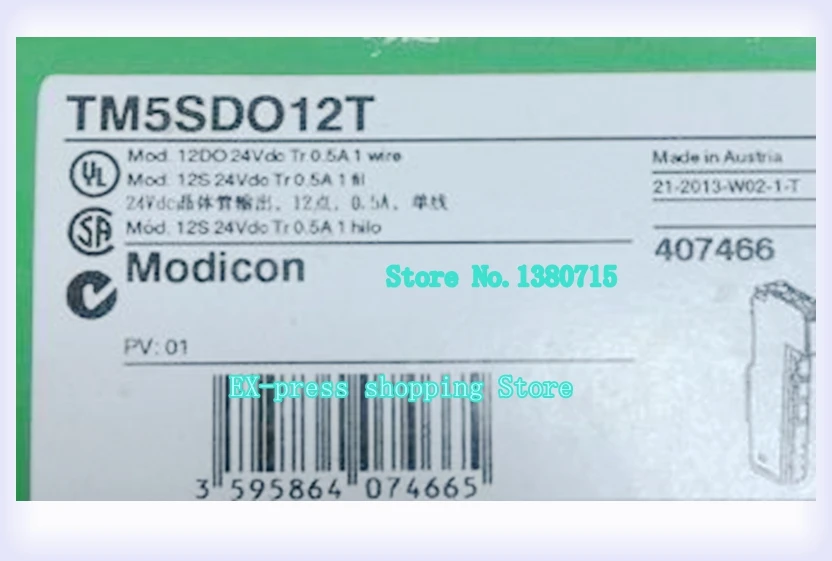 TM5SDO12T
UL
Mod. 12DO 24Vdc Tr 0.5A 1 wire
Mod. 12S 24Vdc Tr 0.5A 1 fil
24Vdc晶体管输出, 12点, 0.5A, 单线
Mód. 12S 24Vdc Tr 0.5A 1 hilo
SA
Modicon
Made in Austria
21-2013-W02-1-T
407466
Store No.1380715
PV: 01
EX-press shopping Store
3 595864 074665